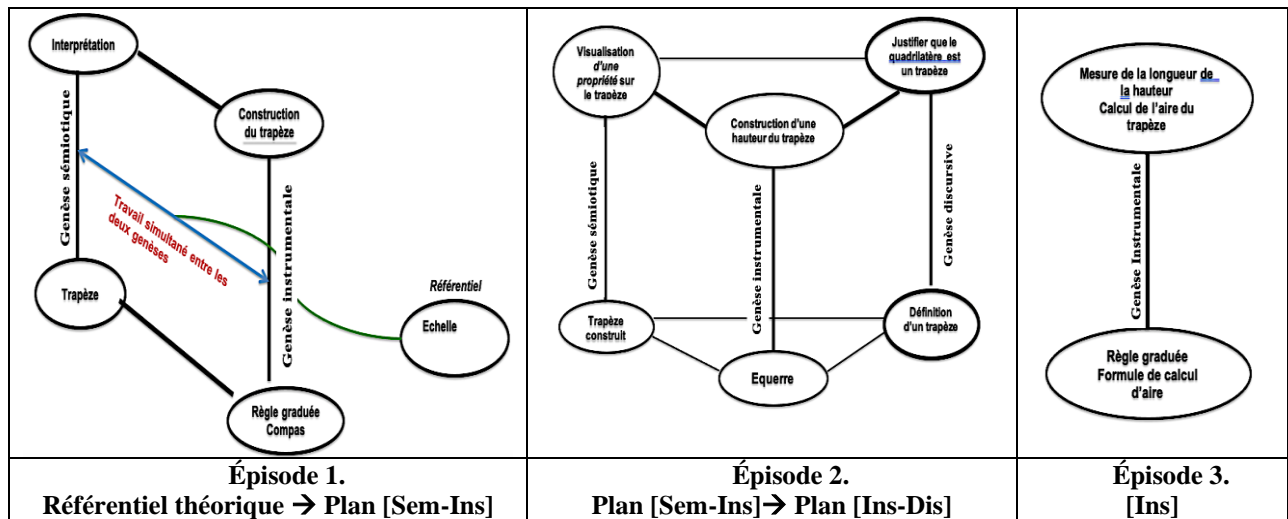 Interprétation
Construction
du trapèze
Genèse sémiotique
Travail simultané entre les
deux genèses
Genèse instrumentale
Trapèze
Référentiel
Echelle
Règle graduée
Compas
Visualisation
d'une
propriété sur
le trapèze
Justifier que le
quadrilatère est
un trapèze
Construction d'une
hauteur du trapèze
Genèse sémiotique
Genèse instrumentale
Genèse discursive
Trapèze
construit
Définition
d'un trapèze
Equerre
Mesure de la longueur de
la hauteur
Calcul de l'aire du
trapèze
Genèse Instrumentale
Règle graduée
Formule de calcul
d'aire
Épisode 1.
Référentiel théorique → Plan [Sem-Ins]
Épisode 2.
Plan [Sem-Ins]→ Plan [Ins-Dis]
Épisode 3.
[Ins]